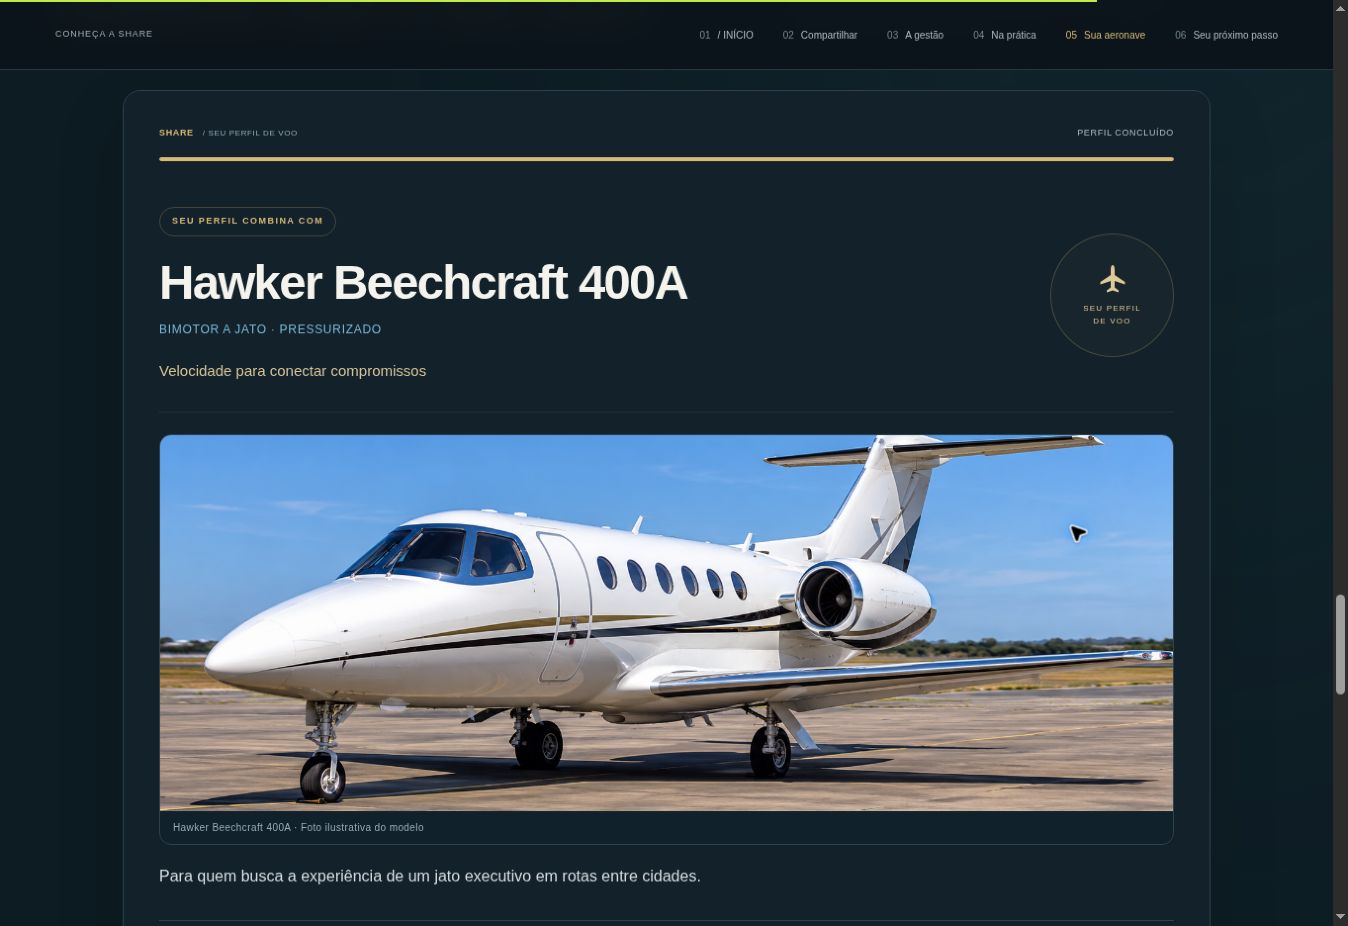 CONHEÇA A SHARE
01 / INÍCIO
02 Compartilhar
03 A gestão
04 Na prática
05 Sua aeronave
06 Seu próximo passo
SHARE / SEU PERFIL DE VOO
PERFIL CONCLUÍDO
SEU PERFIL COMBINA COM
Hawker Beechcraft 400A
BIMOTOR A JATO · PRESSURIZADO
Velocidade para conectar compromissos
SEU PERFIL
DE VOO
Hawker Beechcraft 400A · Foto ilustrativa do modelo
Para quem busca a experiência de um jato executivo em rotas entre cidades.